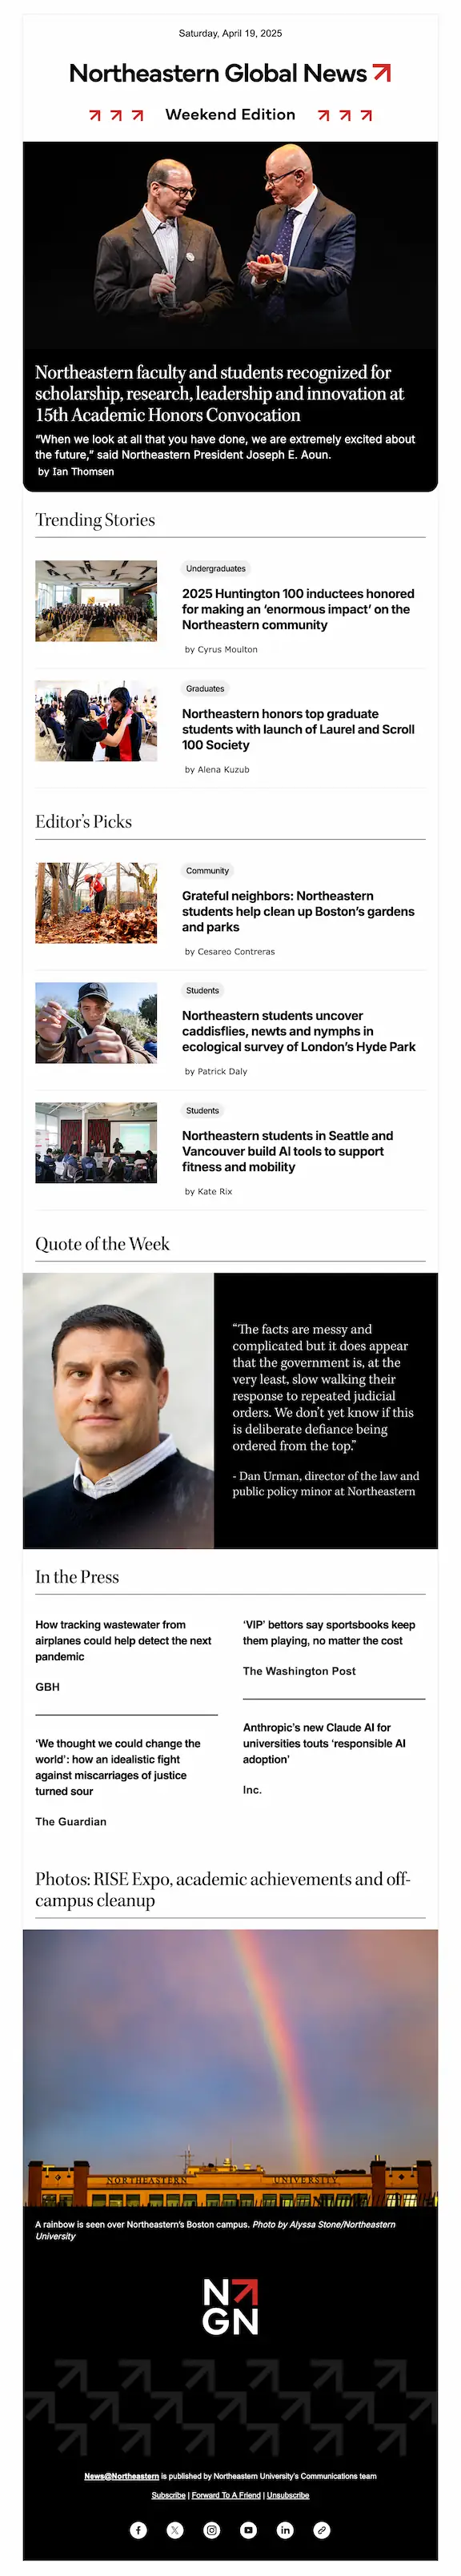 Saturday, April 19, 2025
Northeastern Global News
Weekend Edition
Northeastern faculty and students recognized for
scholarship, research, leadership and innovation at
15th Academic Honors Convocation
“When we look at all that you have done, we are extremely excited about
the future,” said Northeastern President Joseph E. Aoun.
by Ian Thomsen
Trending Stories
Undergraduates
2025 Huntington 100 inductees honored
for making an ‘enormous impact’ on the
Northeastern community
by Cyrus Moulton
Graduates
Northeastern honors top graduate
students with launch of Laurel and Scroll
100 Society
by Alena Kuzub
Editor’s Picks
Community
Grateful neighbors: Northeastern
students help clean up Boston’s gardens
and parks
by Cesareo Contreras
Students
Northeastern students uncover
caddisflies, newts and nymphs in
ecological survey of London’s Hyde Park
by Patrick Daly
Students
Northeastern students in Seattle and
Vancouver build AI tools to support
fitness and mobility
by Kate Rix
Quote of the Week
“The facts are messy and
complicated but it does appear
that the government is, at the
very least, slow walking their
response to repeated judicial
orders. We don’t yet know if this
is deliberate defiance being
ordered from the top.”
- Dan Urman, director of the law and
public policy minor at Northeastern
In the Press
How tracking wastewater from
airplanes could help detect the next
pandemic
GBH
‘We thought we could change the
world’: how an idealistic fight
against miscarriages of justice
turned sour
The Guardian
‘VIP’ bettors say sportsbooks keep
them playing, no matter the cost
The Washington Post
Anthropic’s new Claude AI for
universities touts ‘responsible AI
adoption’
Inc.
Photos: RISE Expo, academic achievements and off-
campus cleanup
NORTHEASTERN UNIVERSITY
A rainbow is seen over Northeastern’s Boston campus. Photo by Alyssa Stone/Northeastern
University
N
GN
News@Northeastern is published by Northeastern University’s Communications team
Subscribe | Forward To A Friend | Unsubscribe